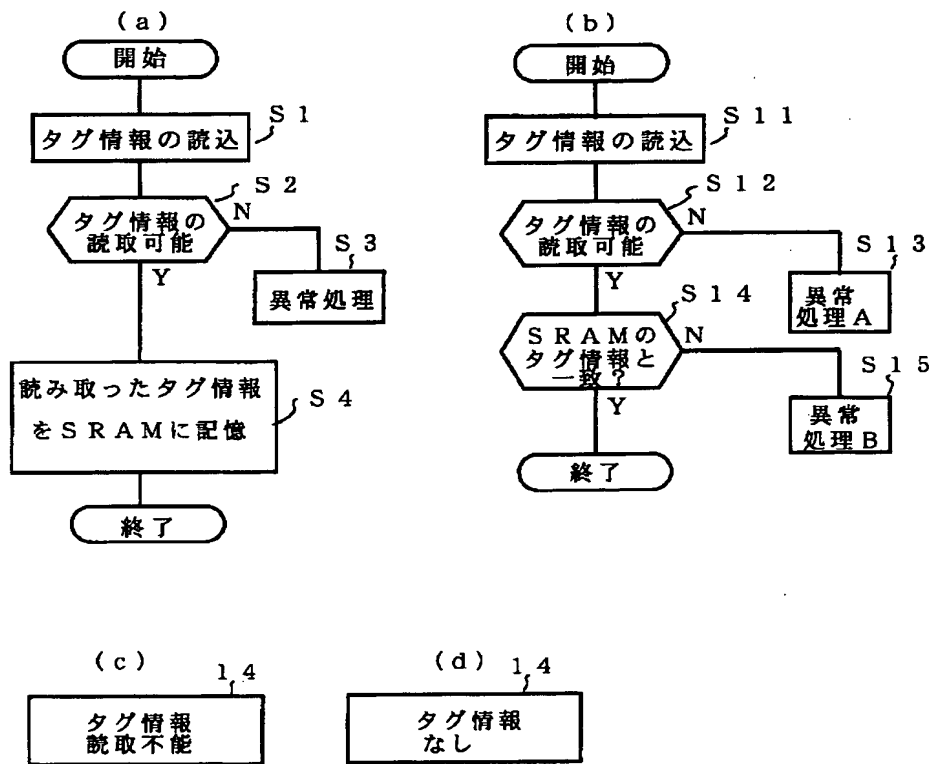 (a)
開始
S1
タグ情報の読込
S2
タグ情報の
読取可能
N
Y
S3
異常処理
読み取ったタグ情報
をSRAMに記憶
S4
終了
(b)
開始
S11
タグ情報の読込
S12
タグ情報の
読取可能
N
Y
S13
異常
処理A
S14
SRAMの
タグ情報と
一致?
N
Y
S15
異常
処理B
終了
(c)
14
タグ情報
読取不能
(d)
14
タグ情報
なし